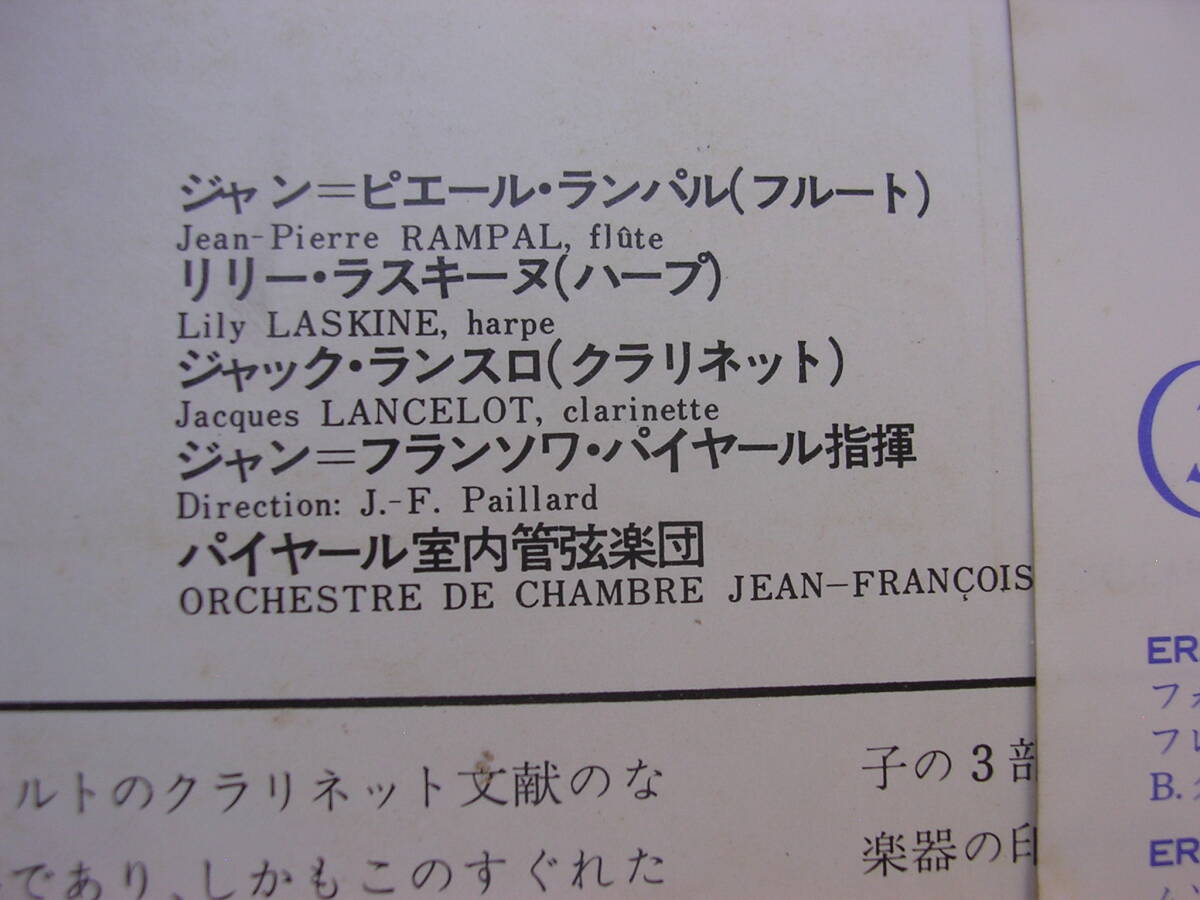 ジャン＝ピエール・ランパル(フルート)
Jean-Pierre RAMPAL, flûte
リリー・ラスキーヌ(ハープ)
Lily LASKINE, harpe
ジャック・ランスロ(クラリネット)
Jacques LANCELOT, clarinette
ジャン＝フランソワ・パイヤール指揮
Direction: J.-F. Paillard
パイヤール室内管弦楽団
ORCHESTRE DE CHAMBRE JEAN–FRANÇOIS
ルトのクラリネット文献のな
であり、しかもこのすぐれた
子の3部
楽器の印
ER
フォ
フレ
B.
ER